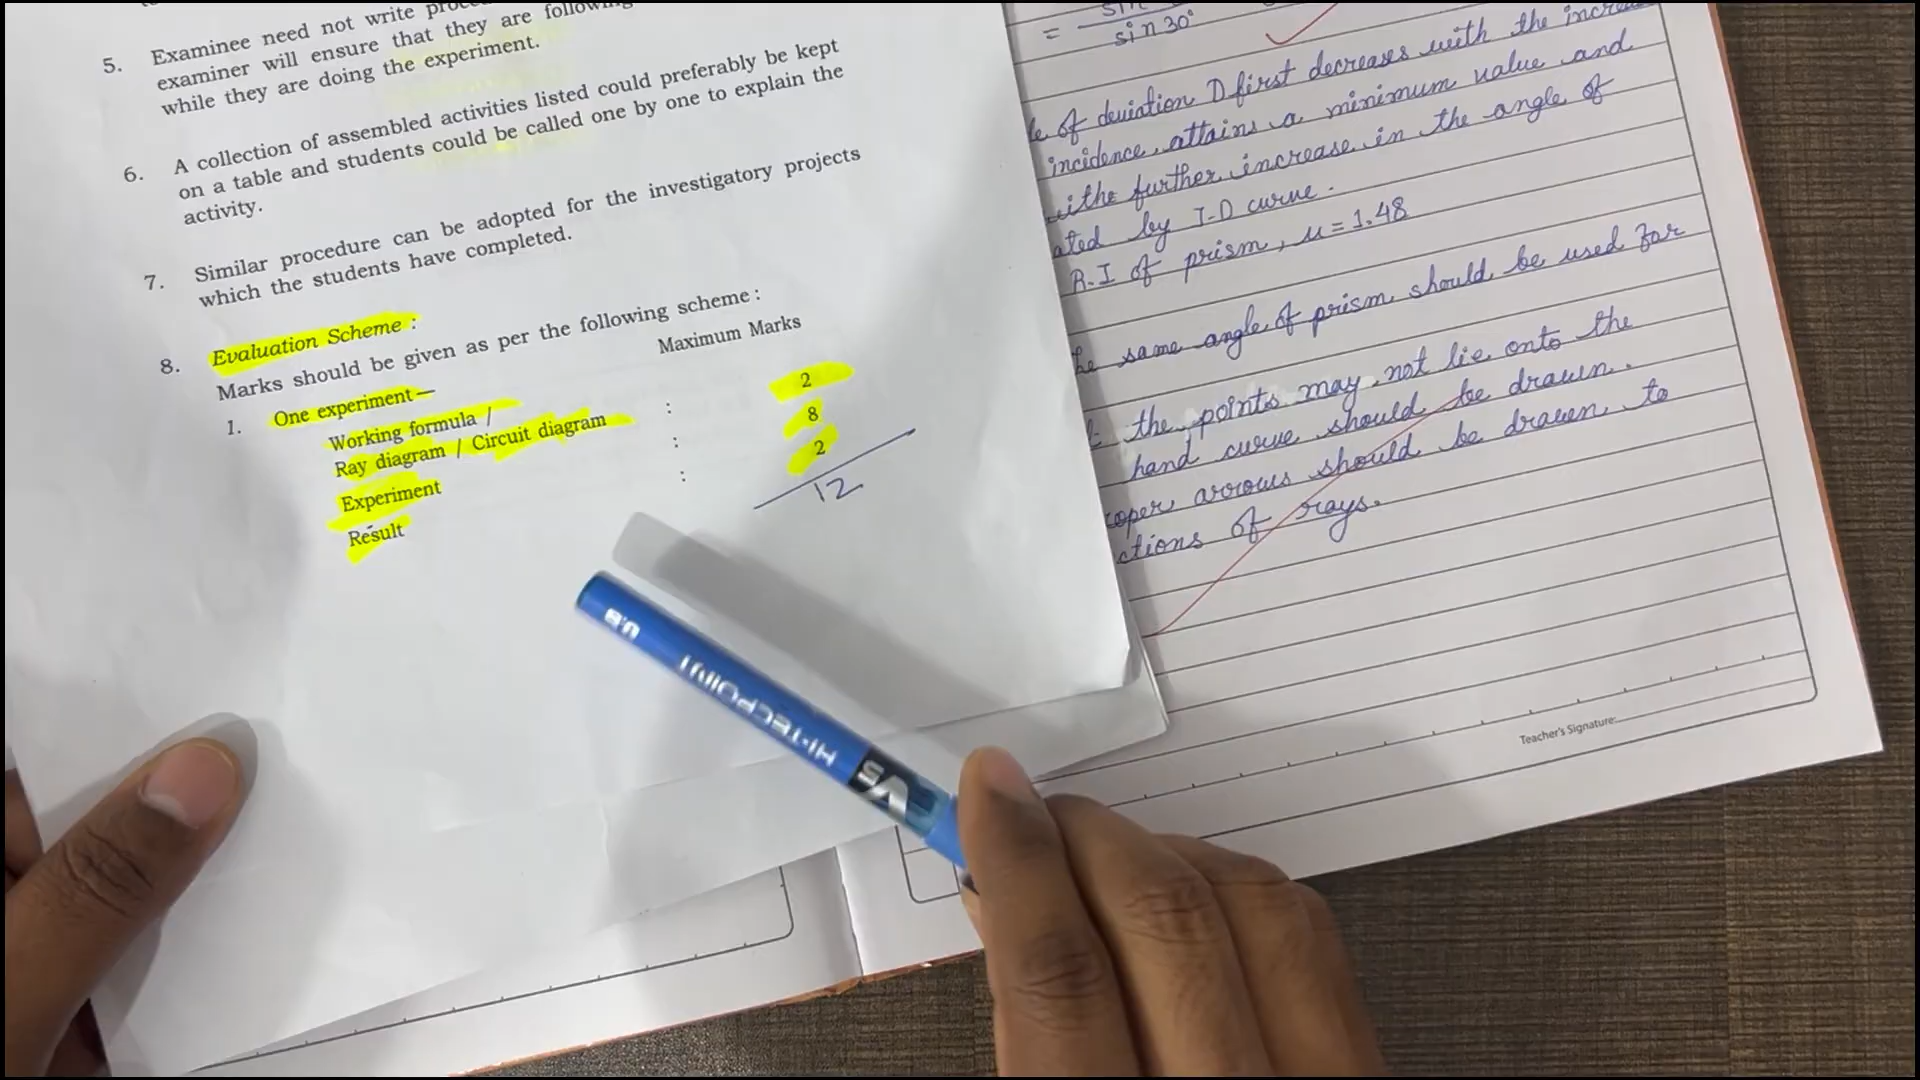 5. Examinee need not write
examiner will ensure that they are following
while they are doing the experiment.
6. A collection of assembled activities listed could preferably be kept
on a table and students could be called one by one to explain the
activity.
7. Similar procedure can be adopted for the investigatory projects
which the students have completed.
8. Evaluation Scheme :
Marks should be given as per the following scheme :
Maximum Marks
1. One experiment—
Working formula /
Ray diagram / Circuit diagram : 2
Experiment : 8
Result : 2
12
=
sin 30°
of deviation D first decreases with the
incidence, attains a minimum value and
further increase in the angle of
by I-D curve.
R.I of prism, u = 1.48
same angle of prism should be used for
the points may not lie onto the
hand curve should be drawn.
arrows should be drawn to
of rays.
Teacher's Signature:
0.5
HI-TECPOINT
V5